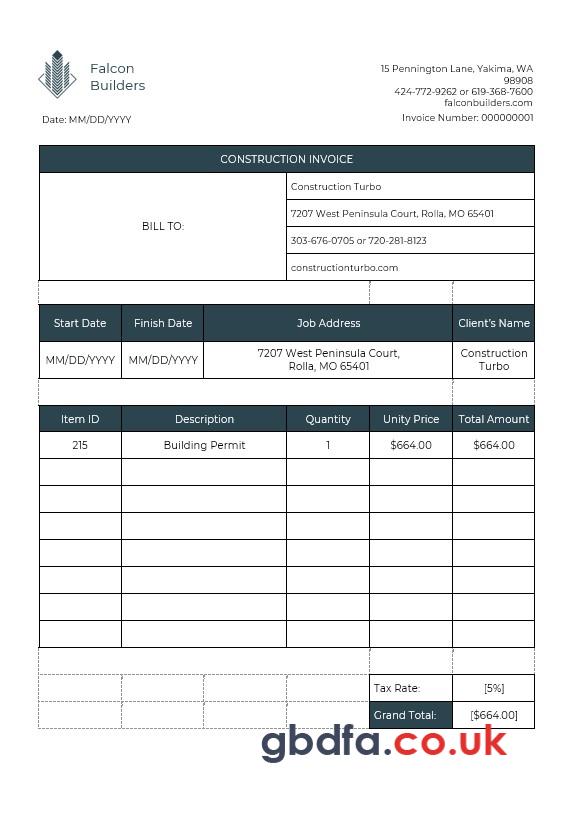 Falcon
Builders
15 Pennington Lane, Yakima, WA
98908
424-772-9262 or 619-368-7600
falconbuilders.com
Date: MM/DD/YYYY
Invoice Number: 000000001
CONSTRUCTION INVOICE
BILL TO:
Construction Turbo
7207 West Peninsula Court, Rolla, MO 65401
303-676-0705 or 720-281-8123
constructionturbo.com
Start Date Finish Date Job Address Client's Name
MM/DD/YYYY MM/DD/YYYY 7207 West Peninsula Court,
Rolla, MO 65401
Construction
Turbo
Item ID Description Quantity Unity Price Total Amount
215 Building Permit 1 $664.00 $664.00
Tax Rate: [5%]
Grand Total: [$664.00]
gbdfa.co.uk